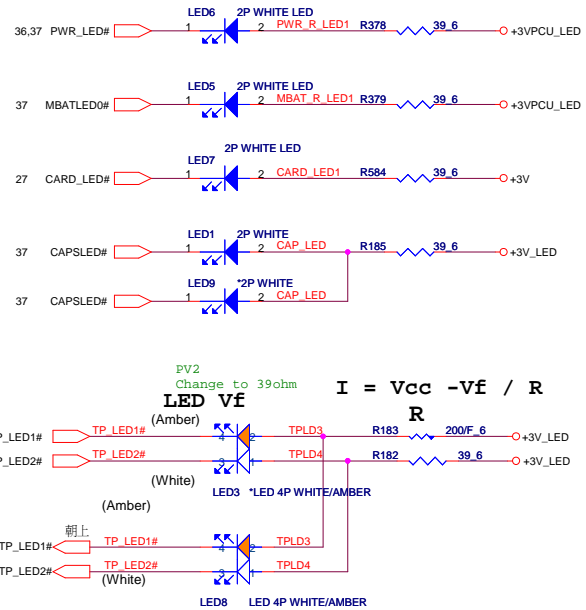 LED6 2P WHITE LED
36,37 PWR_LED# 1 2 PWR_R_LED1 R378 39_6 +3VPCU_LED
LED5 2P WHITE LED
37 MBATLED0# 1 2 MBAT_R_LED1 R379 39_6 +3VPCU_LED
2P WHITE LED
LED7
27 CARD_LED# 1 2 CARD_LED1 R584 39_6 +3V
LED1 2P WHITE
37 CAPSLED# 1 2 CAP_LED R185 39_6 +3V_LED
LED9 *2P WHITE
37 CAPSLED# 1 2 CAP_LED
PV2
Change to 39ohm
LED Vf I = Vcc -Vf / R
(Amber) R
P_LED1# TP_LED1# 4 2 TPLD3 R183 200/F_6 +3V_LED
P_LED2# TP_LED2# 3 1 TPLD4 R182 39_6 +3V_LED
(White)
LED3 *LED 4P WHITE/AMBER
(Amber)
朝上
TP_LED1# TP_LED1# 4 2 TPLD3
TP_LED2# TP_LED2# 3 1 TPLD4
(White)
LED8 LED 4P WHITE/AMBER